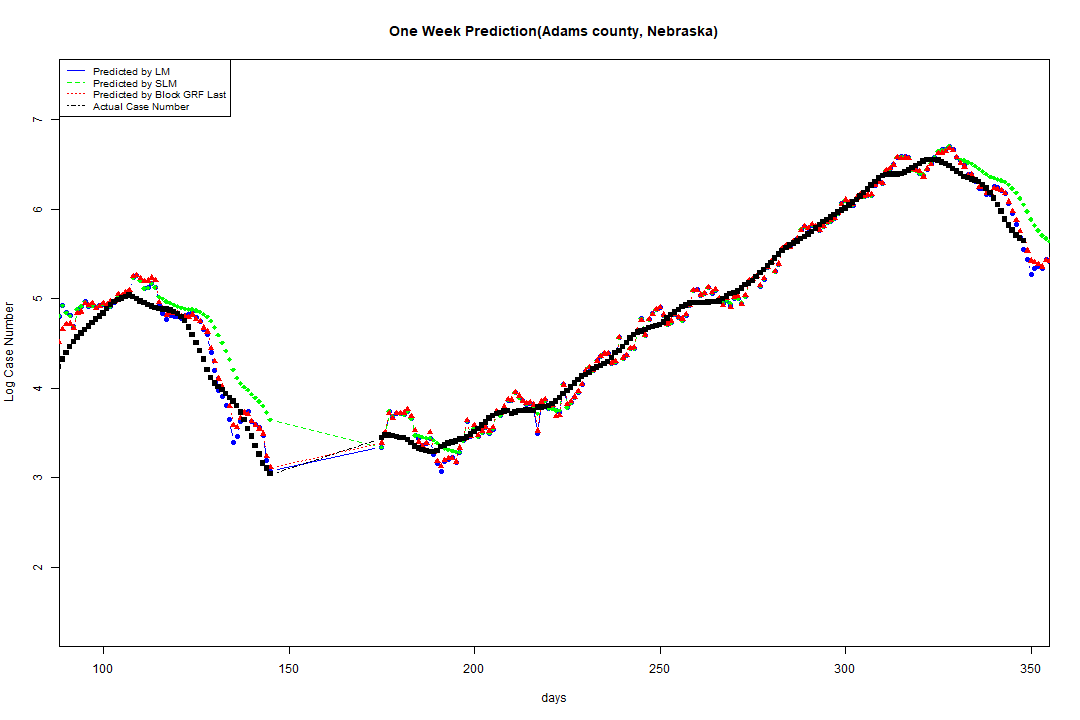 One Week Prediction(Adams county, Nebraska)
Predicted by LM
Predicted by SLM
Predicted by Block GRF Last
Actual Case Number
7
6
5
4
3
2
Log Case Number
100 150 200 250 300 350
days